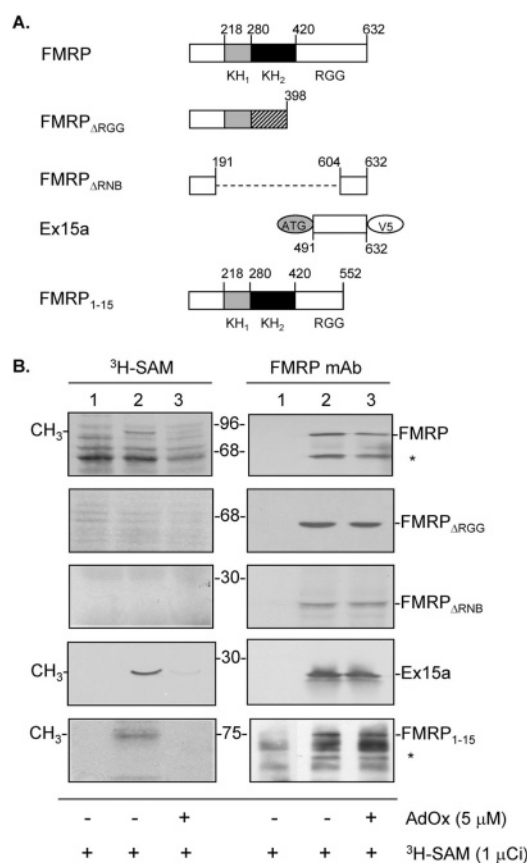 A.
218 280 420 632
FMRP
KH₁ KH₂ RGG
398
FMRPΔRGG
191 604 632
FMRPΔRNB
Ex15a ATG V5
491 632
218 280 420 552
FMRP₁₋₁₅
KH₁ KH₂ RGG
B.
³H-SAM FMRP mAb
1 2 3 1 2 3
CH₃- -96- -FMRP
-68- *
-68- -FMRPΔRGG
-30- -FMRPΔRNB
CH₃- -30- -Ex15a
CH₃- 75- -FMRP₁₋₁₅
*
- - + - - + AdOx (5 μM)
+ + + + + + ³H-SAM (1 μCi)